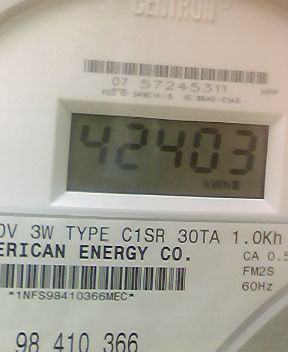 CENTRON
07 57245311
HPP
42403
kWh
0V 3W TYPE C1SR 30TA 1.0Kh
ERICAN ENERGY CO.
CA 0.5
FM2S
*1NFS98410366MEC*
60Hz
98 410 366